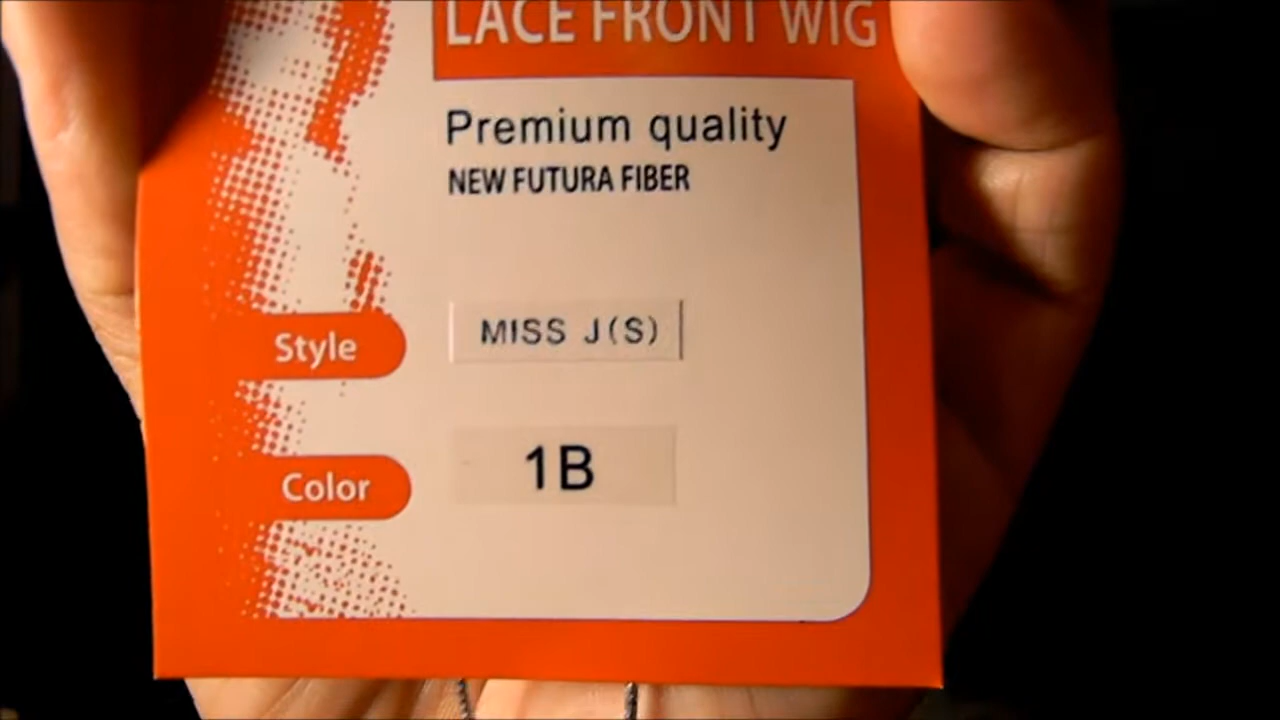 LACE FRONT WIG
Premium quality
NEW FUTURA FIBER
Style
MISS J(S)
Color
1B